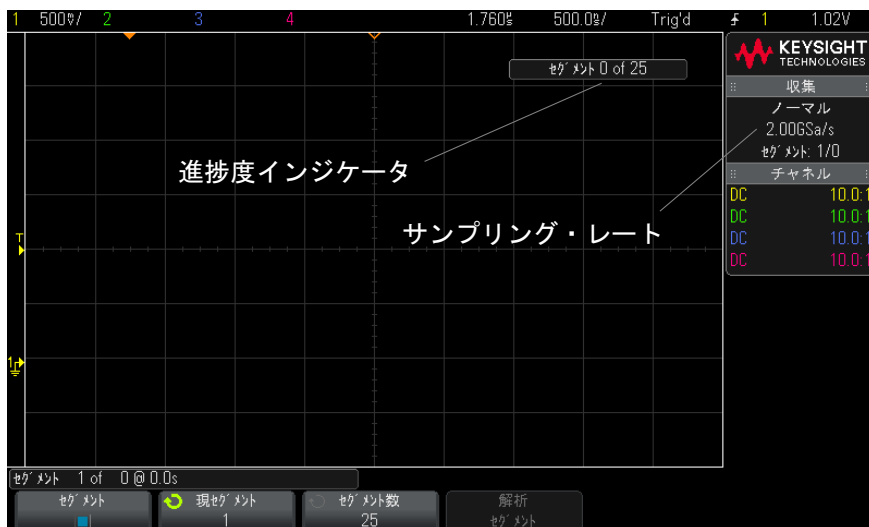 1 500㎷/ 2 3 4 1.760㎲ 500.0㎱/ Trig'd 1 1.02V
KEYSIGHT
TECHNOLOGIES
ｾｸﾞﾒﾝﾄ 0 of 25
収集
ノーマル
2.00GSa/s
ｾｸﾞﾒﾝﾄ: 1/0
進捗度インジケータ
チャネル
DC 10.0:1
DC 10.0:1
DC 10.0:1
DC 10.0:1
サンプリング・レート
T
1
ｾｸﾞﾒﾝﾄ 1 of 0 @ 0.0s
ｾｸﾞﾒﾝﾄ
現ｾｸﾞﾒﾝﾄ
1
ｾｸﾞﾒﾝﾄ数
25
解析
ｾｸﾞﾒﾝﾄ